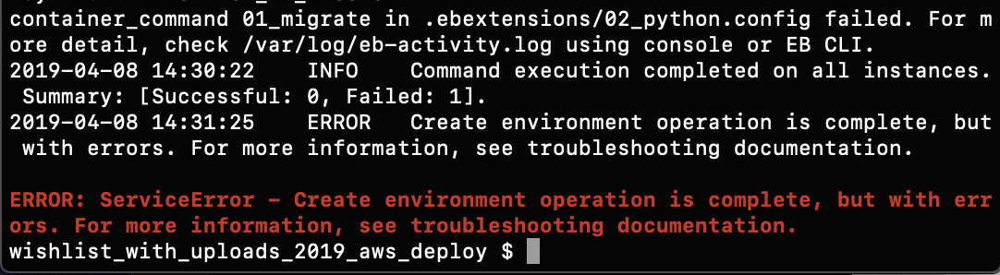 container_command 01_migrate in .ebextensions/02_python.config failed. For m
ore detail, check /var/log/eb-activity.log using console or EB CLI.
2019-04-08 14:30:22    INFO    Command execution completed on all instances.
 Summary: [Successful: 0, Failed: 1].
2019-04-08 14:31:25    ERROR   Create environment operation is complete, but
 with errors. For more information, see troubleshooting documentation.

ERROR: ServiceError - Create environment operation is complete, but with err
ors. For more information, see troubleshooting documentation.
wishlist_with_uploads_2019_aws_deploy $